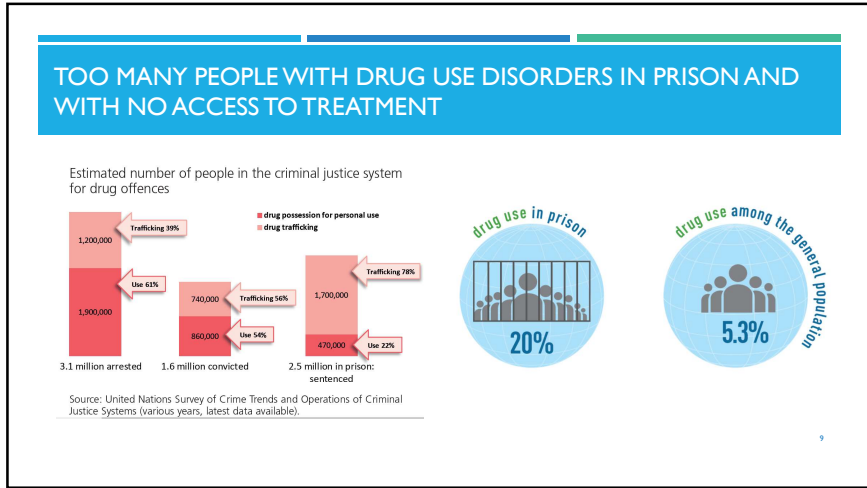 TOO MANY PEOPLE WITH DRUG USE DISORDERS IN PRISON AND
WITH NO ACCESS TO TREATMENT
Estimated number of people in the criminal justice system
for drug offences
drug possession for personal use
drug trafficking
1,200,000
Trafficking 39%
Use 61%
1,900,000
740,000
Trafficking 56%
860,000
Use 54%
Trafficking 78%
1,700,000
470,000
Use 22%
3.1 million arrested
1.6 million convicted
2.5 million in prison:
sentenced
Source: United Nations Survey of Crime Trends and Operations of Criminal
Justice Systems (various years, latest data available).
drug use in prison
20%
drug use among the general population
5.3%
9